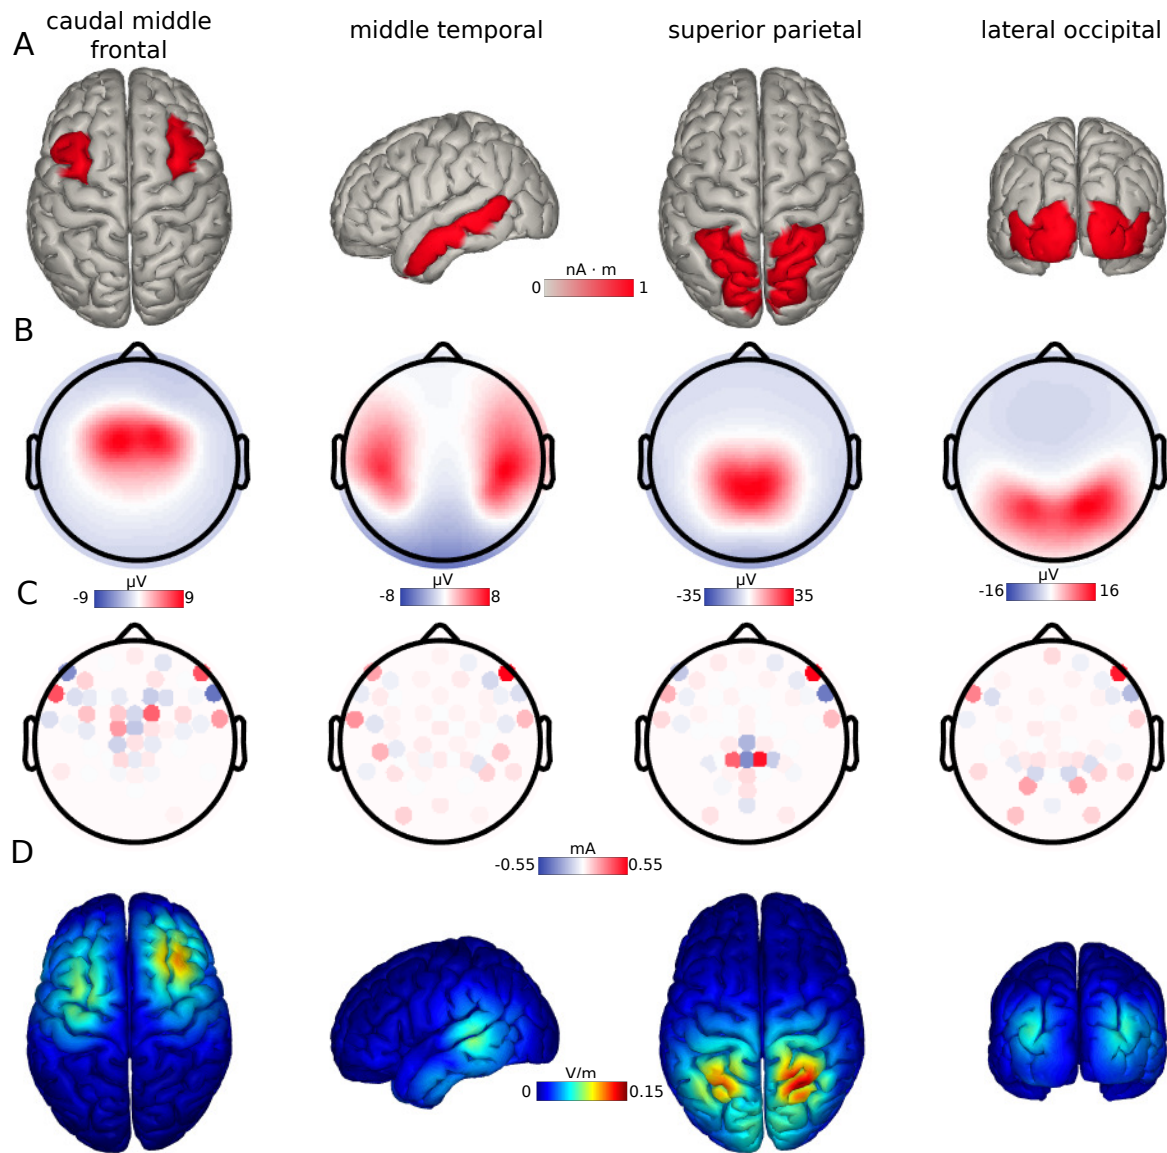 A
caudal middle
frontal
middle temporal
superior parietal
lateral occipital
nA · m
0
1
B
µV
-9
9
µV
-8
8
µV
-35
35
µV
-16
16
C
mA
-0.55
0.55
D
V/m
0
0.15